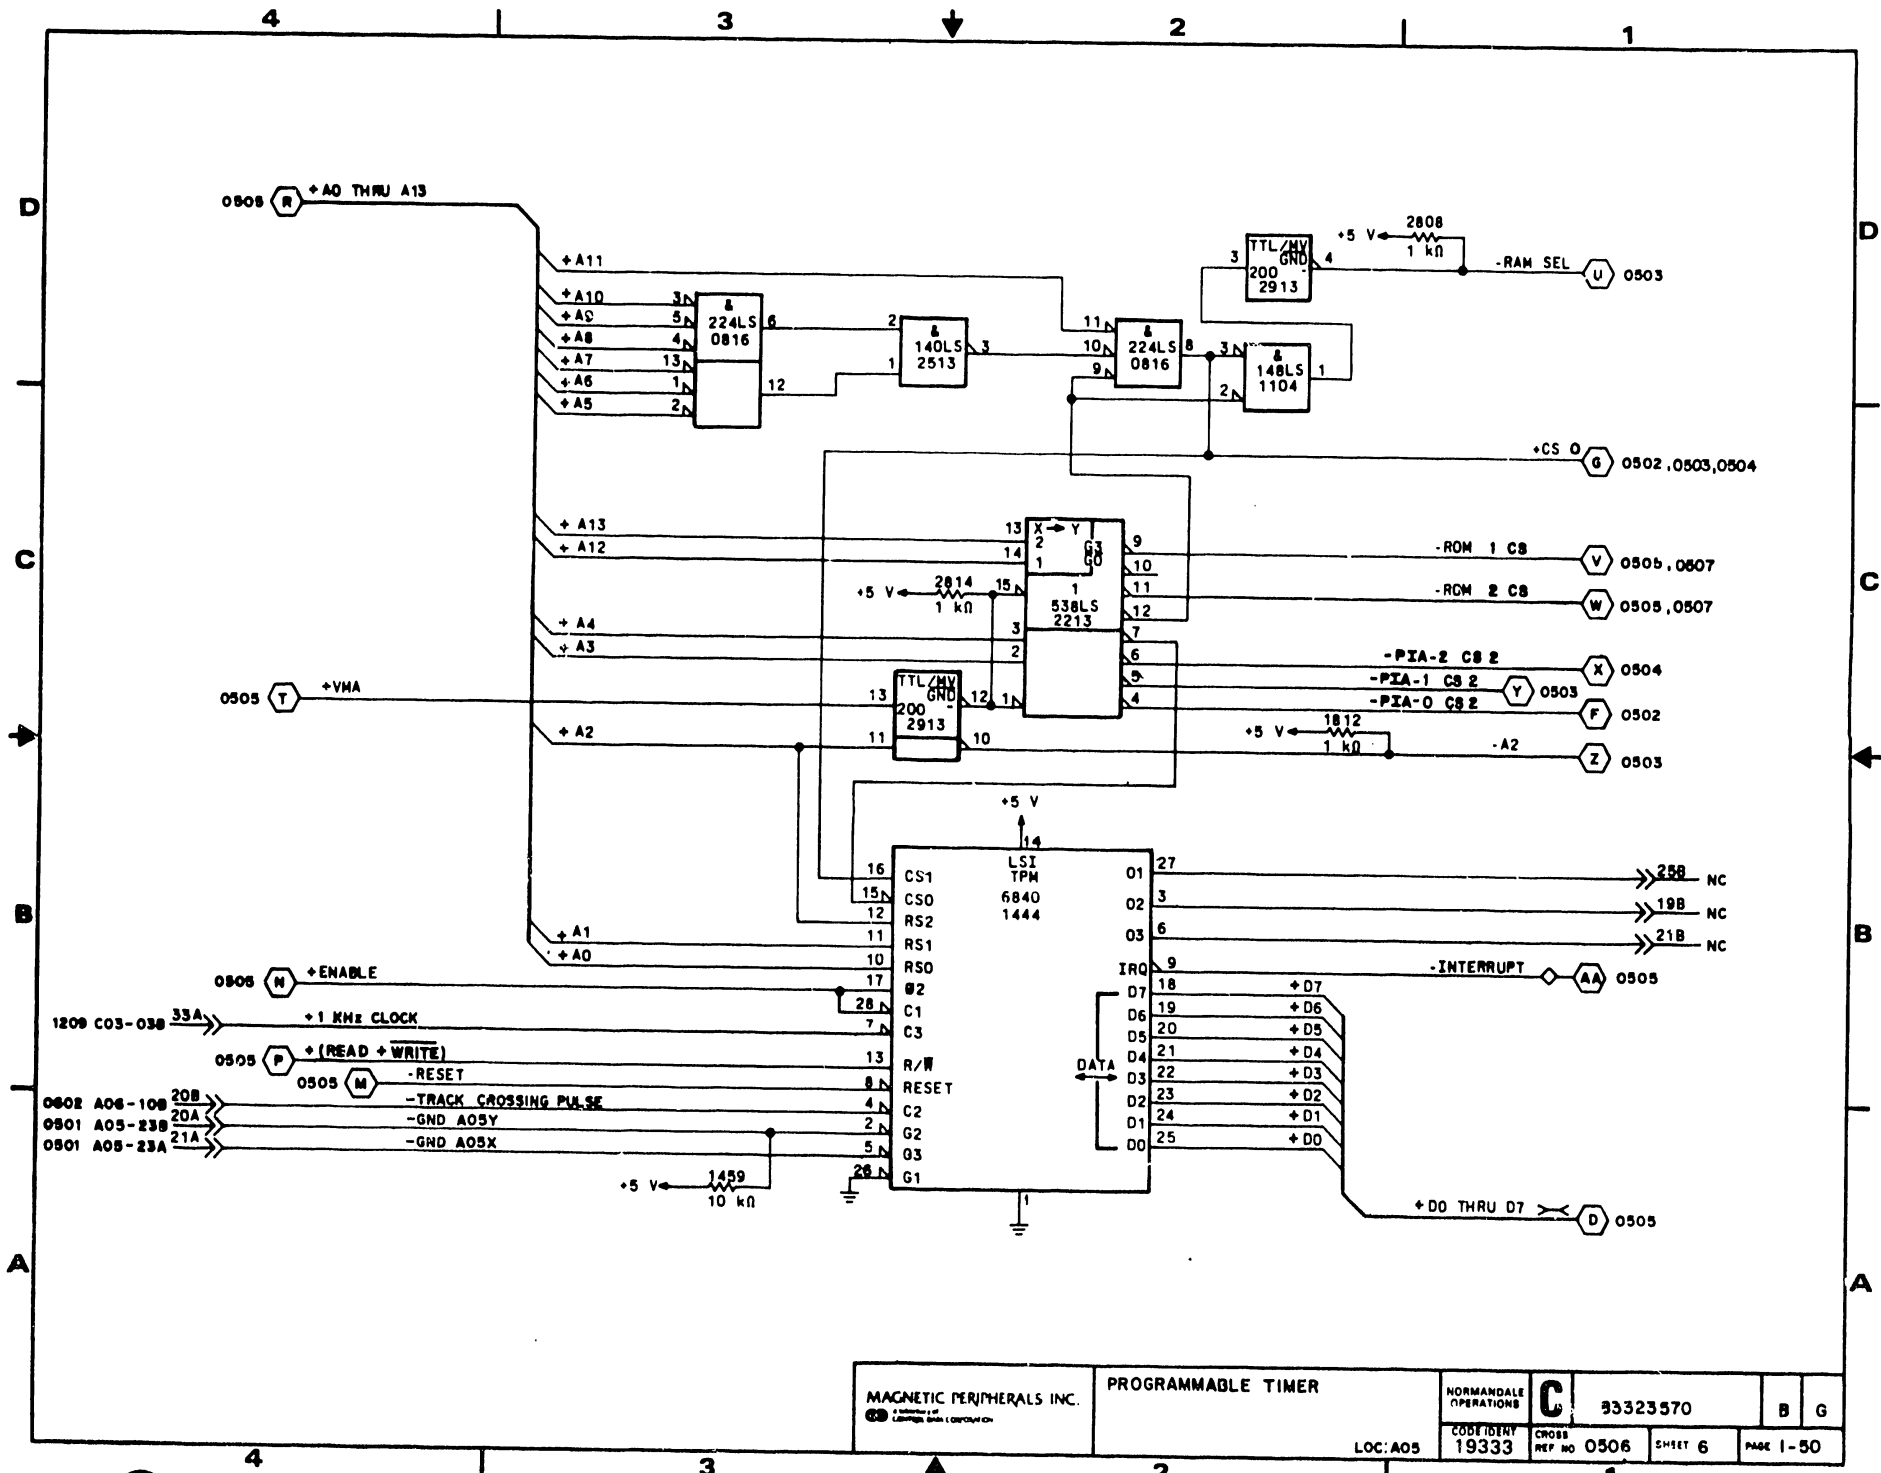 4 3 2 1
D
D
0505 R +A0 THRU A13
+A11
+A10 3
+A9 5
+A8 4
+A7 13
+A6 1
+A5 2
& 224LS 0816
6
12
2
1
& 140LS 2513
3
11
10
9
& 224LS 0816
8
3
2
& 148LS 1104
1
3
TTL/MV GND
200 -
2913
4
+5 V
2808
1 kΩ
-RAM SEL U 0503
+CS 0 G 0502,0503,0504
C
C
+A13 13
+A12 14
X → Y
2
1
G3
G0
1
538LS
2213
+5 V
2814
1 kΩ
15
9 -ROM 1 CS V 0505,0507
10
11 -ROM 2 CS W 0505,0507
12
+A4 3
+A3 2
7
6 -PIA-2 CS 2 X 0504
5 -PIA-1 CS 2 Y 0503
4 -PIA-0 CS 2 F 0502
0505 T +VMA 13
TTL/MV GND
200 -
2913
12 1
+A2 11
10
+5 V
1812
1 kΩ
-A2 Z 0503
+5 V
14
LSI
TPM
6840
1444
B
B
16 CS1
15 CS0
12 RS2
+A1 11 RS1
+A0 10 RS0
0505 N +ENABLE 17 Ø2
28 C1
1209 C03-03B 33A +1 KHz CLOCK 7 C3
0505 P +(READ + WRITE) 13 R/W
0505 M -RESET 8 RESET
0602 A06-10B 20B -TRACK CROSSING PULSE 4 C2
0501 A05-23B 20A -GND A05Y 2 G2
0501 A05-23A 21A -GND A05X 5 G3
26 G1
+5 V
1459
10 kΩ
1
O1 27 25B NC
O2 3 19B NC
O3 6 21B NC
IRQ 9 -INTERRUPT AA 0505
DATA
D7 18 +D7
D6 19 +D6
D5 20 +D5
D4 21 +D4
D3 22 +D3
D2 23 +D2
D1 24 +D1
D0 25 +D0
+D0 THRU D7 D 0505
A
A
MAGNETIC PERIPHERALS INC.
a subsidiary of
CONTROL DATA CORPORATION
PROGRAMMABLE TIMER
LOC: A05
NORMANDALE OPERATIONS
C
83323570
B G
CODE IDENT
19333
CROSS REF NO 0506
SHEET 6
PAGE 1-50
4 3 2 1